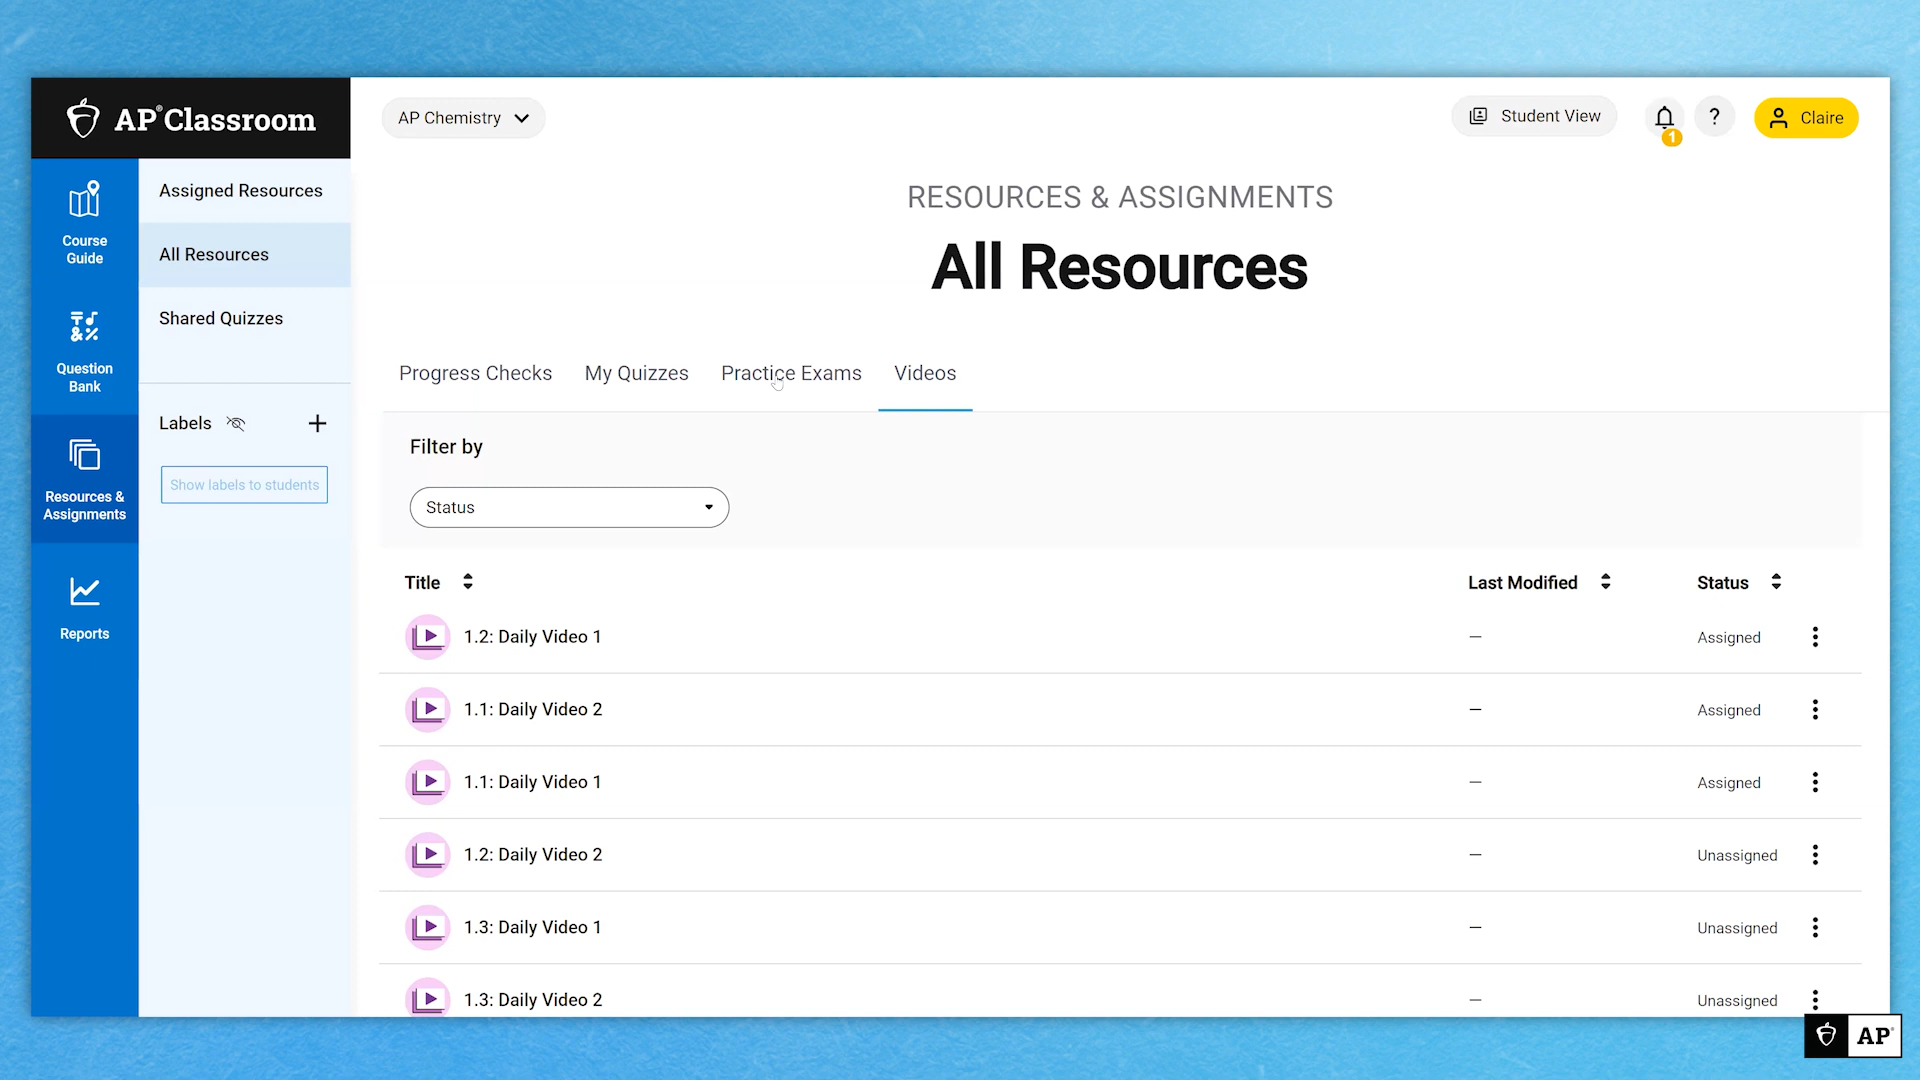 AP® Classroom
AP Chemistry
Student View
1
?
Claire
Course
Guide
Question
Bank
Resources &
Assignments
Reports
Assigned Resources
All Resources
Shared Quizzes
Labels
Show labels to students
RESOURCES & ASSIGNMENTS
All Resources
Progress Checks
My Quizzes
Practice Exams
Videos
Filter by
Status
Title
Last Modified
Status
1.2: Daily Video 1
—
Assigned
1.1: Daily Video 2
—
Assigned
1.1: Daily Video 1
—
Assigned
1.2: Daily Video 2
—
Unassigned
1.3: Daily Video 1
—
Unassigned
1.3: Daily Video 2
—
Unassigned
AP®